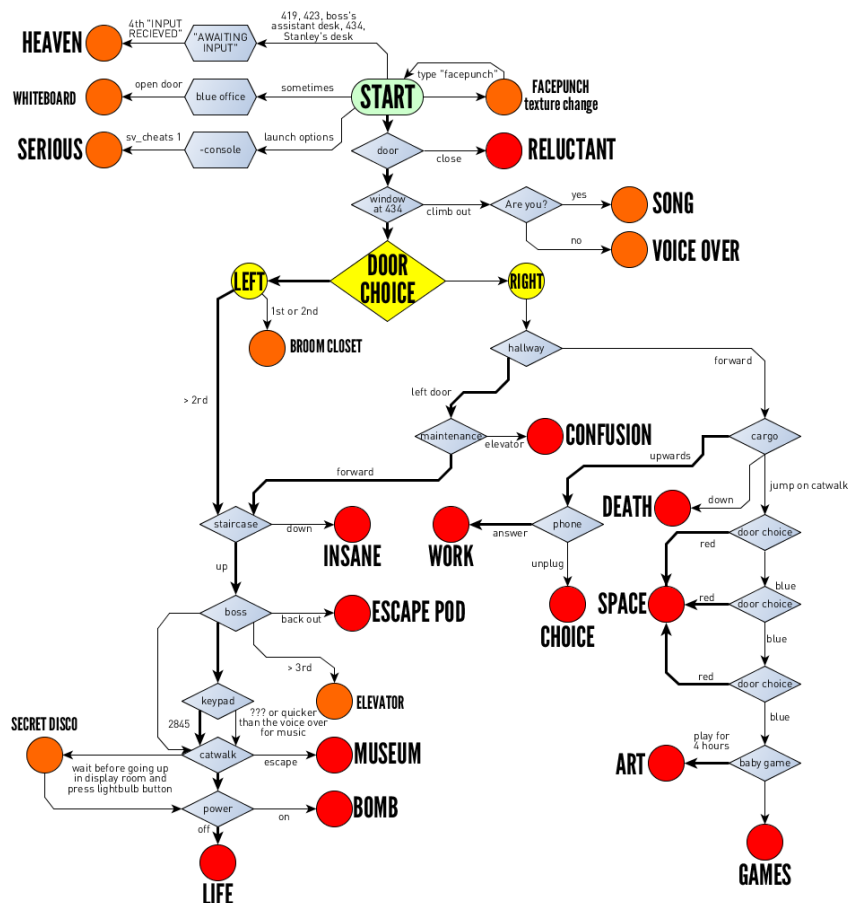 4th "INPUT
RECIEVED"
419, 423, boss's
assistant desk, 434,
Stanley's desk
HEAVEN
"AWAITING
INPUT"
type "facepunch"
open door
sometimes
WHITEBOARD
blue office
START
FACEPUNCH
texture change
sv_cheats 1
launch options
SERIOUS
-console
door
close
RELUCTANT
window
at 434
climb out
Are you?
yes
SONG
no
VOICE OVER
LEFT
DOOR
CHOICE
RIGHT
1st or 2nd
BROOM CLOSET
hallway
forward
left door
> 2rd
maintenance
elevator
CONFUSION
cargo
upwards
forward
jump on catwalk
down
DEATH
staircase
down
INSANE
WORK
answer
phone
door choice
red
up
unplug
blue
boss
back out
ESCAPE POD
CHOICE
SPACE
red
door choice
blue
> 3rd
red
door choice
keypad
ELEVATOR
blue
2845
??? or quicker
than the voice over
for music
SECRET DISCO
catwalk
escape
MUSEUM
wait before going up
in display room and
press lightbulb button
play for
4 hours
ART
baby game
power
on
BOMB
off
LIFE
GAMES